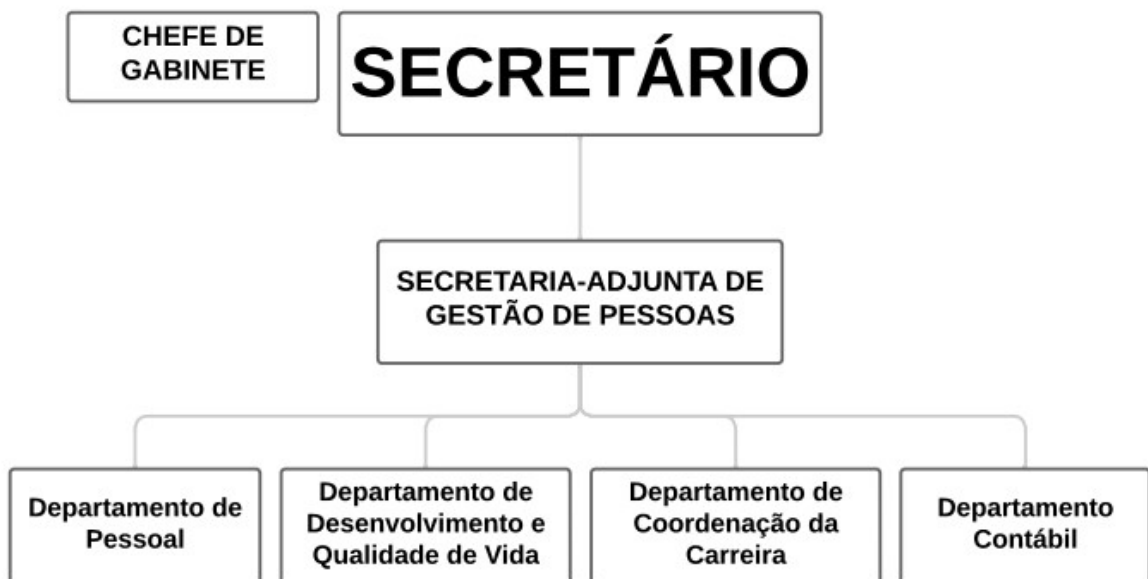 CHEFE DE
GABINETE
SECRETÁRIO
SECRETARIA-ADJUNTA DE
GESTÃO DE PESSOAS
Departamento de
Pessoal
Departamento de
Desenvolvimento e
Qualidade de Vida
Departamento de
Coordenação da
Carreira
Departamento
Contábil